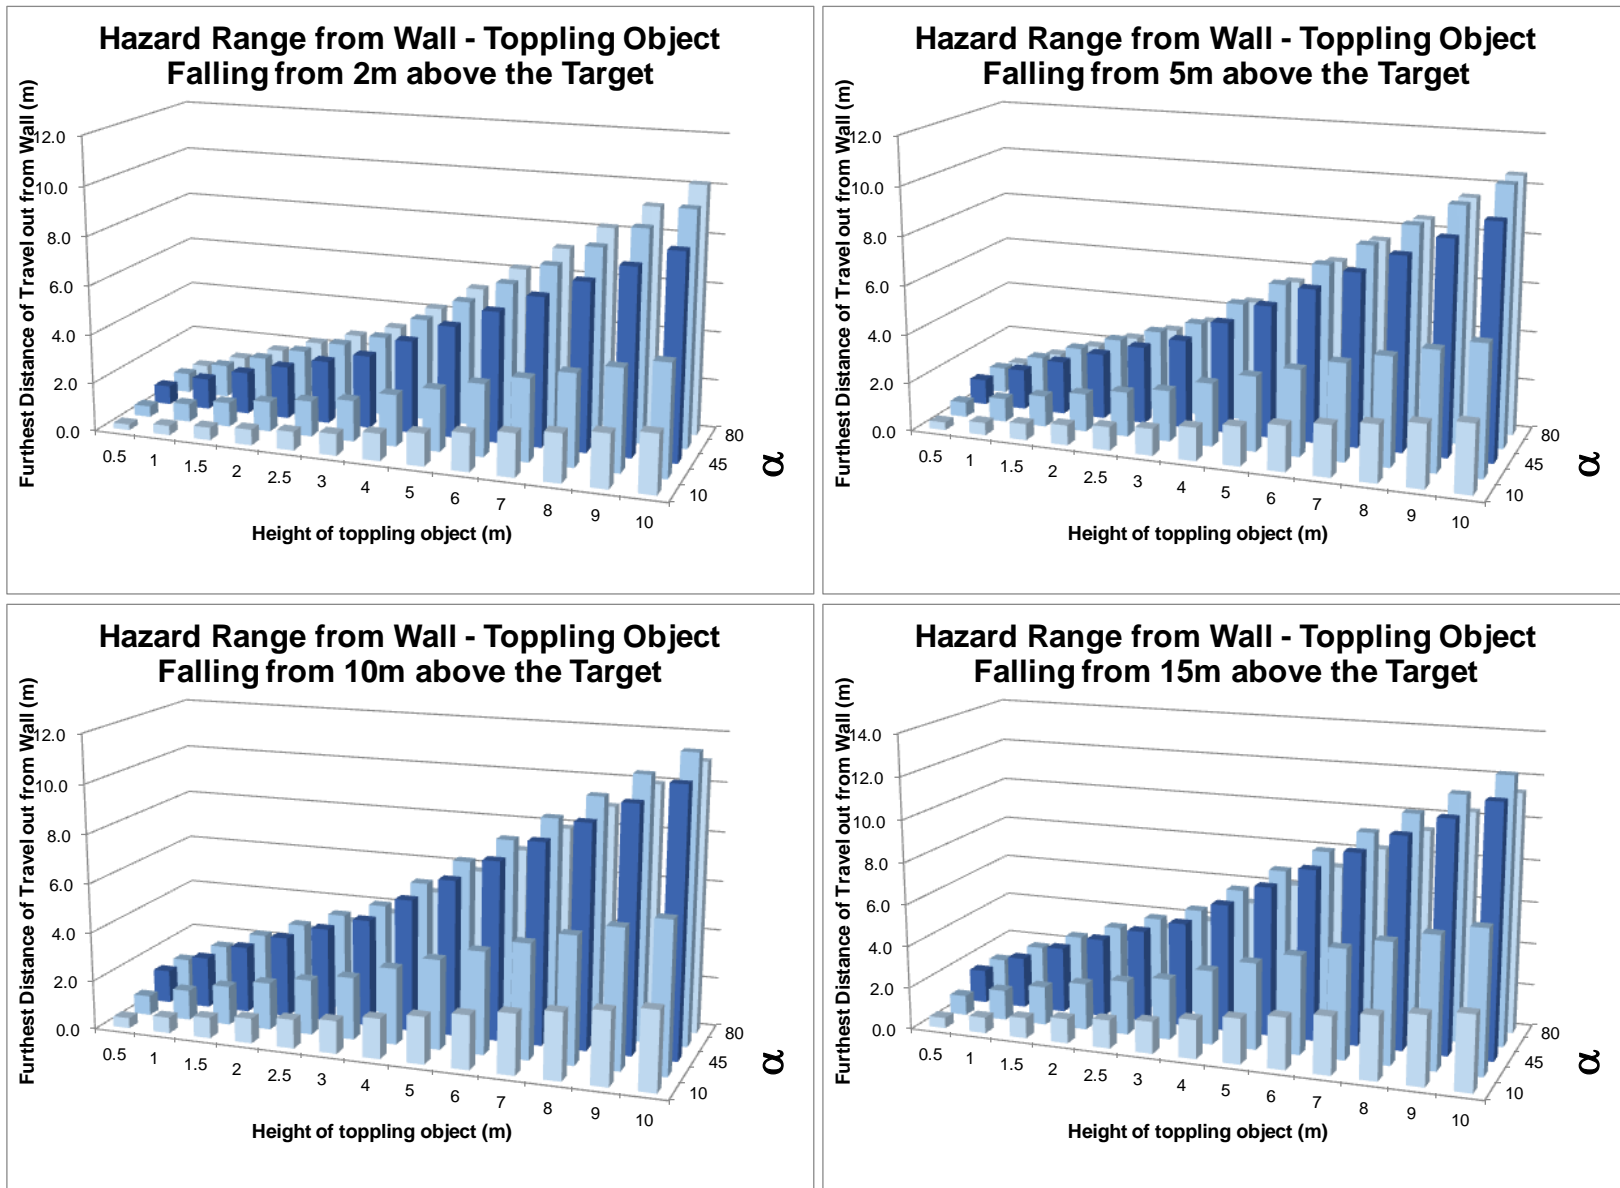 Hazard Range from Wall - Toppling Object
Falling from 2m above the Target
Furthest Distance of Travel out from Wall (m)
12.0
10.0
8.0
6.0
4.0
2.0
0.0
0.5 1 1.5 2 2.5 3 4 5 6 7 8 9 10
80
45
10
α
Height of toppling object (m)
Hazard Range from Wall - Toppling Object
Falling from 5m above the Target
Furthest Distance of Travel out from Wall (m)
12.0
10.0
8.0
6.0
4.0
2.0
0.0
0.5 1 1.5 2 2.5 3 4 5 6 7 8 9 10
80
45
10
α
Height of toppling object (m)
Hazard Range from Wall - Toppling Object
Falling from 10m above the Target
Furthest Distance of Travel out from Wall (m)
12.0
10.0
8.0
6.0
4.0
2.0
0.0
0.5 1 1.5 2 2.5 3 4 5 6 7 8 9 10
80
45
10
α
Height of toppling object (m)
Hazard Range from Wall - Toppling Object
Falling from 15m above the Target
Furthest Distance of Travel out from Wall (m)
14.0
12.0
10.0
8.0
6.0
4.0
2.0
0.0
0.5 1 1.5 2 2.5 3 4 5 6 7 8 9 10
80
45
10
α
Height of toppling object (m)